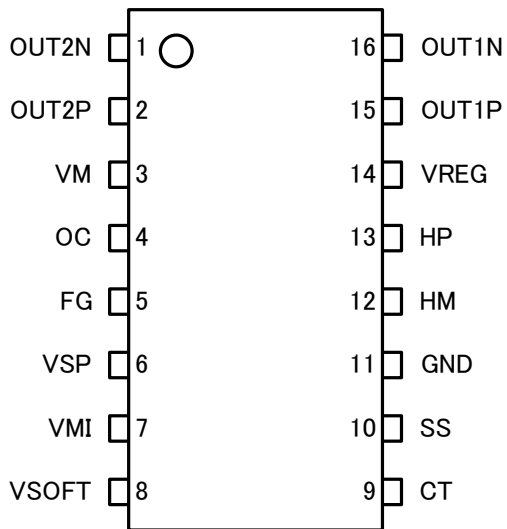 OUT2N 1 16 OUT1N
OUT2P 2 15 OUT1P
VM 3 14 VREG
OC 4 13 HP
FG 5 12 HM
VSP 6 11 GND
VMI 7 10 SS
VSOFT 8 9 CT